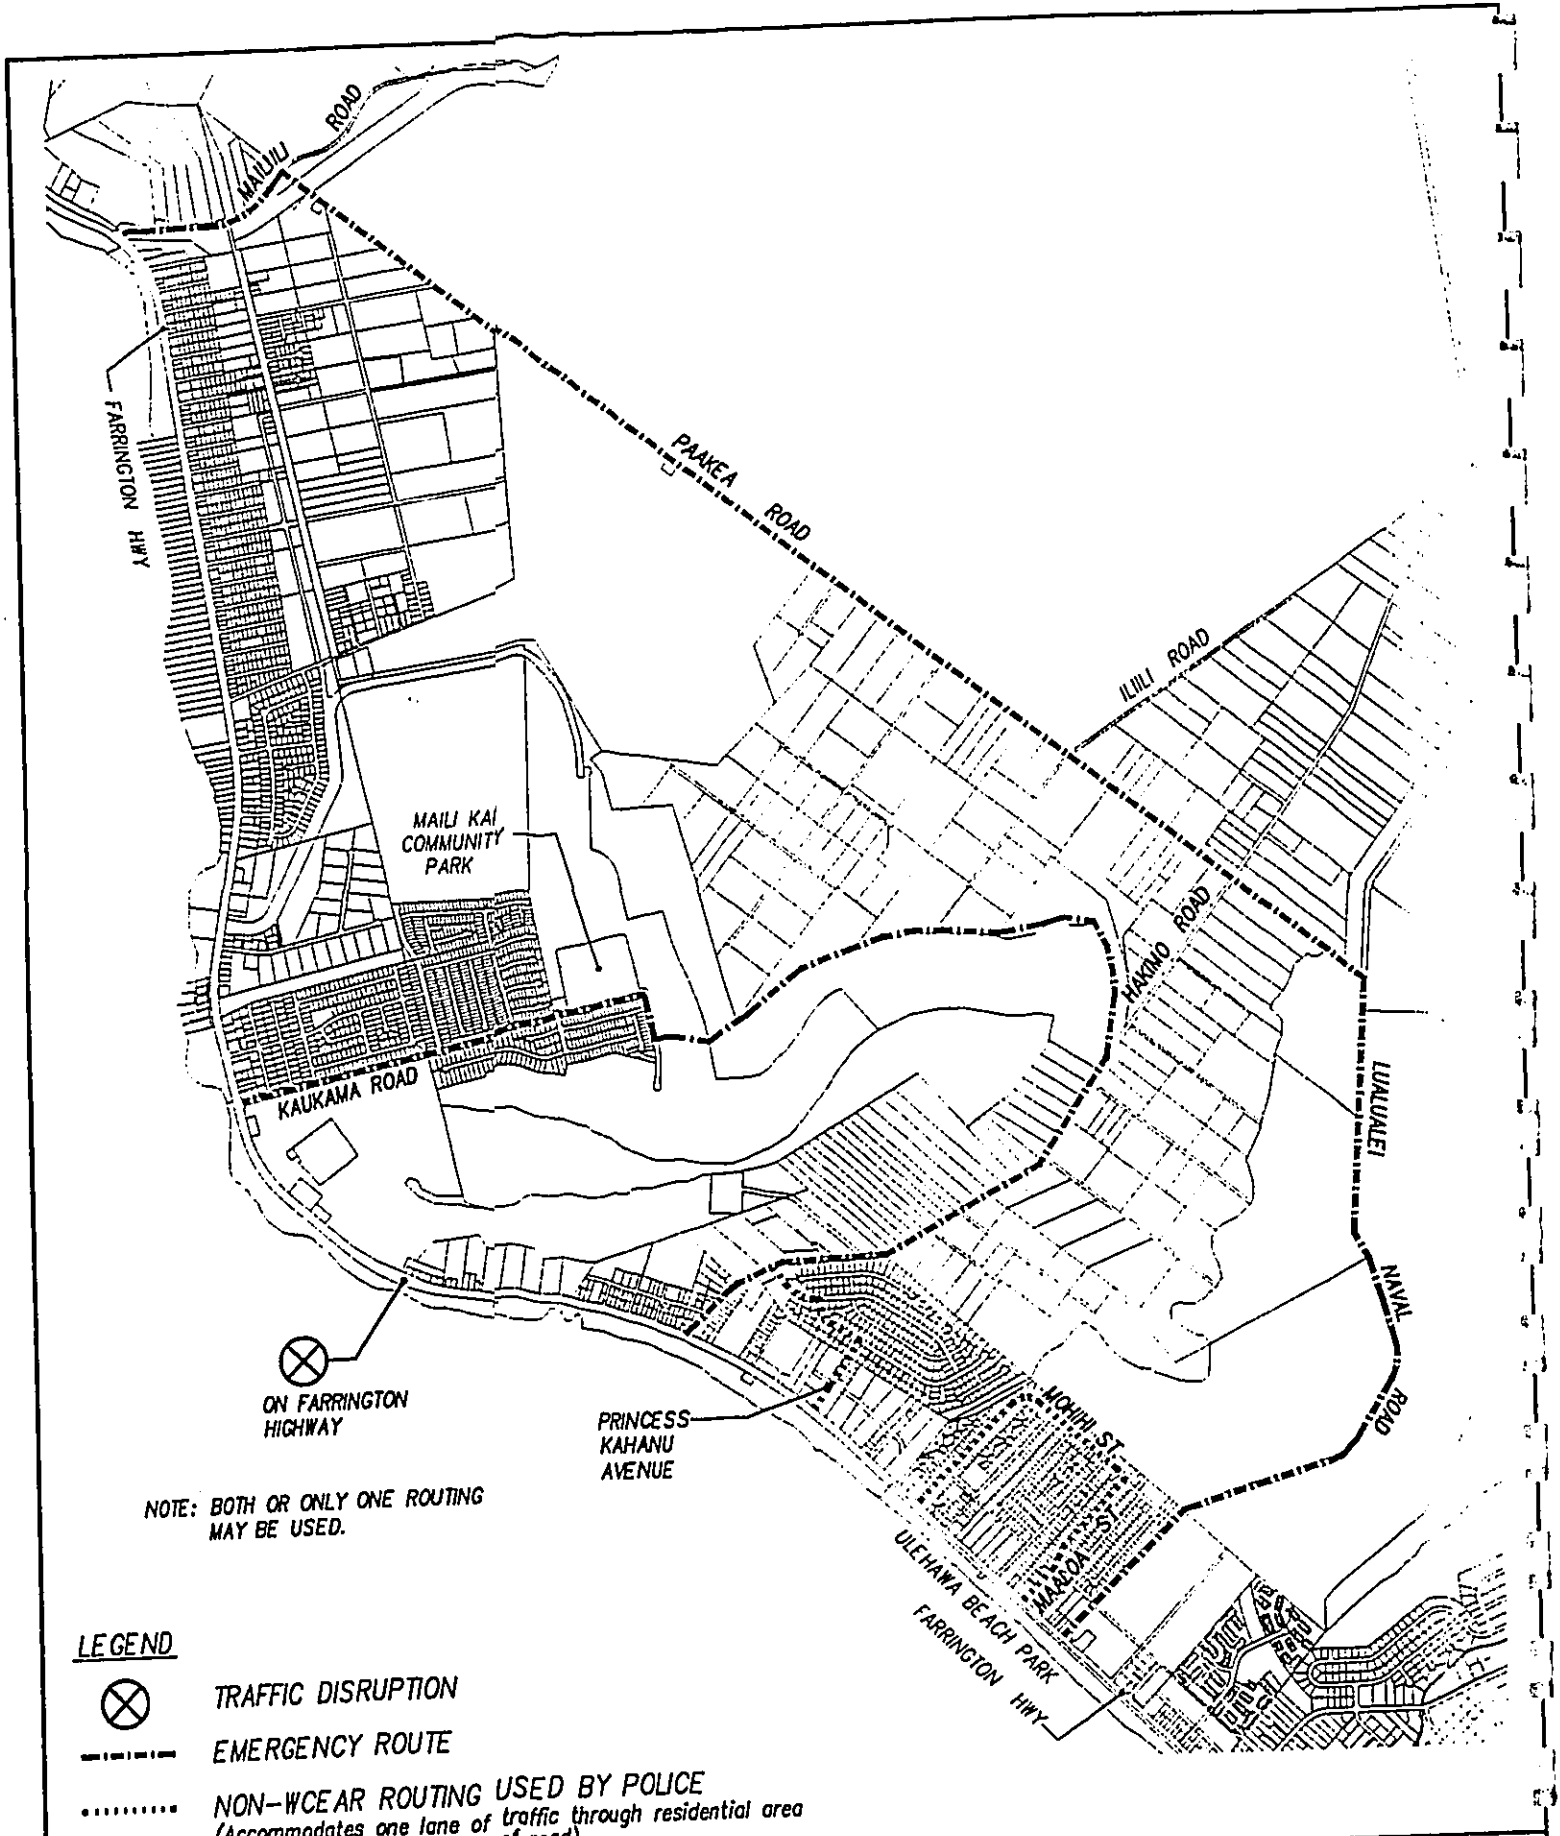 MAILIILI
ROAD
FARRINGTON HWY
PAAKEA
ROAD
ILIILI ROAD
MAILI KAI
COMMUNITY
PARK
HAKIMO ROAD
KAUKAMA ROAD
LUALUALEI
NAVAL
ROAD
ON FARRINGTON
HIGHWAY
PRINCESS
KAHANU
AVENUE
MOHIHI ST.
MAALOA ST.
ULEHAWA BEACH PARK
FARRINGTON HWY
NOTE: BOTH OR ONLY ONE ROUTING
MAY BE USED.
LEGEND
TRAFFIC DISRUPTION
EMERGENCY ROUTE
NON-WCEAR ROUTING USED BY POLICE
(Accommodates one lane of traffic through residential area
of road)